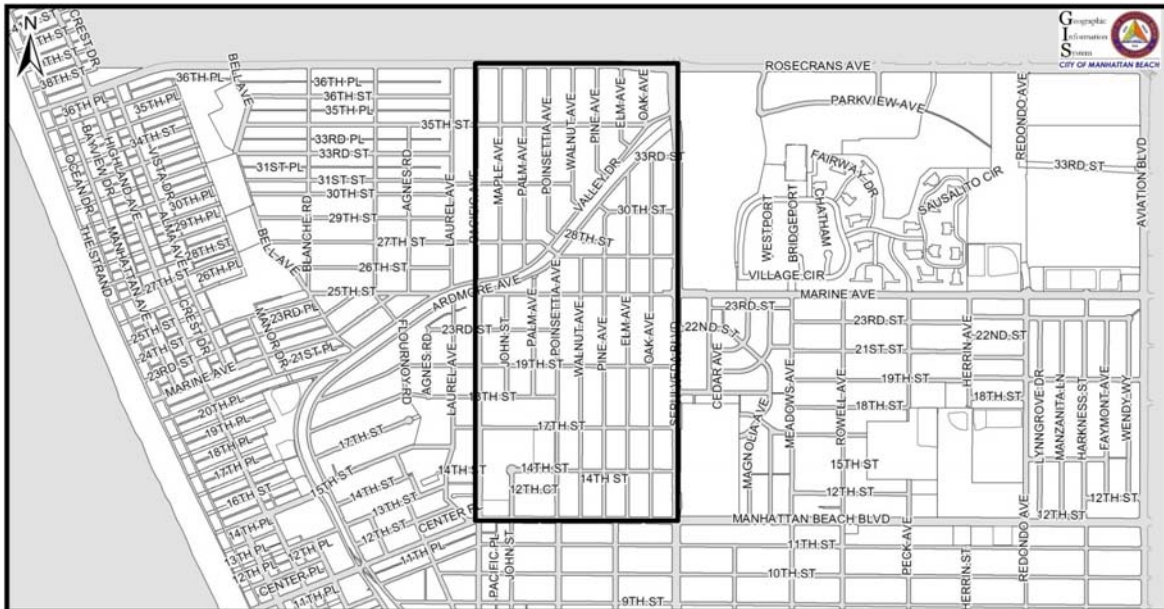 N
Geographic
Information
System
CITY OF MANHATTAN BEACH
ROSECRANS AVE
PARKVIEW AVE
CREST DR
38TH ST
36TH PL
36TH PL
35TH PL
34TH ST
BELL AVE
36TH PL
36TH ST
35TH PL
35TH ST
33RD PL
33RD ST
31ST PL
31ST ST
30TH ST
29TH ST
27TH ST
26TH ST
25TH ST
BLANCHE RD
AGNES RD
LAUREL AVE
PACIFIC AVE
MAPLE AVE
PALM AVE
POINSETTIA AVE
WALNUT AVE
PINE AVE
ELM AVE
OAK AVE
33RD ST
VALLEY DR
30TH ST
28TH ST
FAIRWAY DR
WESTPORT
BRIDGEPORT
CHATHAM
SAUSALITO CIR
VILLAGE CIR
REDONDO AVE
33RD ST
AVIATION BLVD
OCEAN DR
BAYVIEW DR
HIGHLAND AVE
VISTA DR
ALMA AVE
30TH PL
29TH PL
28TH ST
26TH PL
27TH ST
THE STRAND
MANHATTAN AVE
CREST DR
BELL AVE
25TH ST
24TH ST
23RD ST
MARINE AVE
MANOR DR
23RD PL
21ST PL
ARDMORE AVE
FLOURNOY RD
AGNES RD
LAUREL AVE
23RD ST
JOHN ST
PALM AVE
POINSETTIA AVE
WALNUT AVE
PINE AVE
ELM AVE
OAK AVE
SEPULVEDA BLVD
19TH ST
18TH ST
17TH ST
14TH ST
14TH ST
14TH ST
12TH CT
MARINE AVE
23RD ST
22ND ST
CEDAR AVE
MAGNOLIA AVE
MEADOWS AVE
ROWELL AVE
23RD ST
21ST ST
19TH ST
18TH ST
15TH ST
12TH ST
HERRIN AVE
22ND ST
18TH ST
LYNNGROVE DR
MANZANITA LN
HARKNESS ST
FAYMONT AVE
WENDY WY
12TH ST
12TH ST
REDONDO AVE
PECK AVE
HERRIN ST
20TH PL
19TH PL
18TH PL
17TH PL
16TH ST
14TH PL
13TH PL
12TH PL
12TH PL
CENTER PL
11TH PL
17TH ST
15TH ST
14TH ST
13TH ST
12TH ST
CENTER PL
11TH PL
PACIFIC PL
JOHN ST
MANHATTAN BEACH BLVD
11TH ST
10TH ST
9TH ST